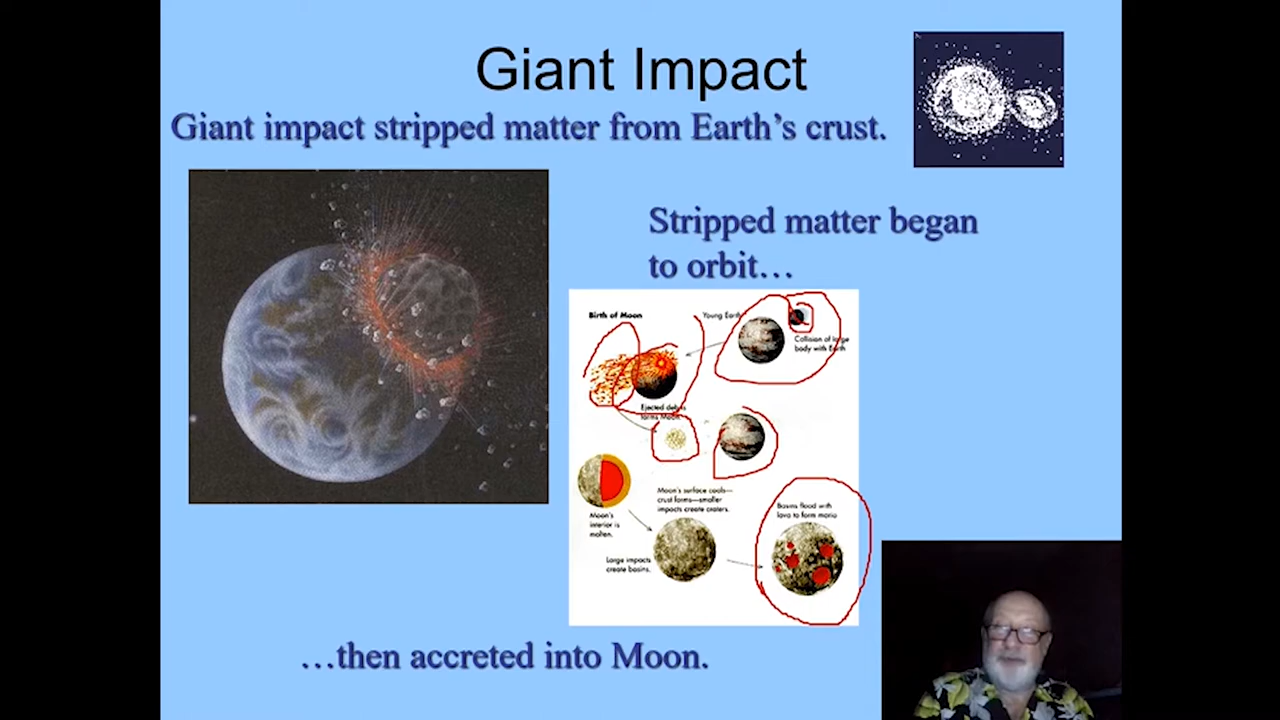 Giant Impact
Giant impact stripped matter from Earth's crust.
Stripped matter began
to orbit…
Birth of Moon
Young Earth
Collision of large
body with Earth
Ejected debris
forms Moon.
Moon's surface cools—
crust forms—smaller
impacts create craters.
Basins flood with
lava to form maria
Moon's
interior is
molten.
Large impacts
create basins.
…then accreted into Moon.